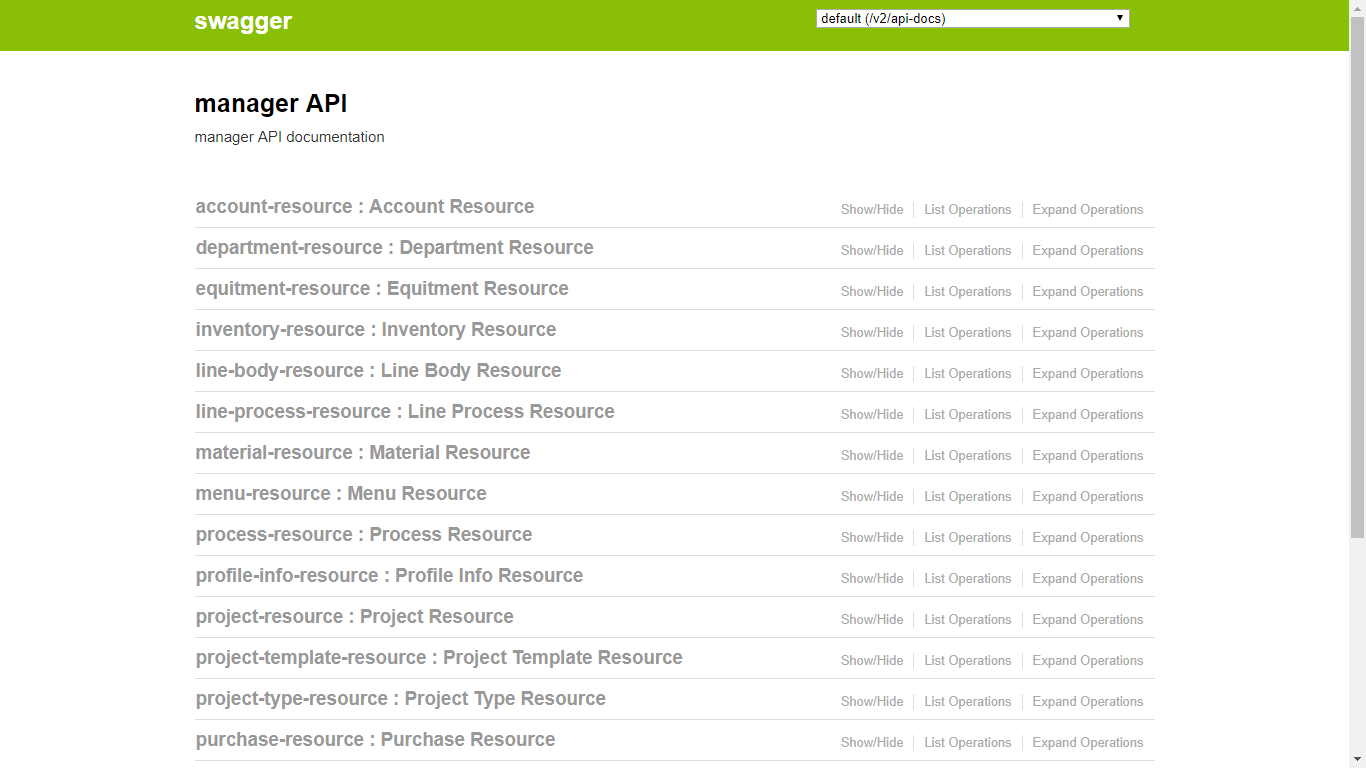 swagger default (/v2/api-docs)
manager API
manager API documentation
account-resource : Account Resource Show/Hide List Operations Expand Operations
department-resource : Department Resource Show/Hide List Operations Expand Operations
equitment-resource : Equitment Resource Show/Hide List Operations Expand Operations
inventory-resource : Inventory Resource Show/Hide List Operations Expand Operations
line-body-resource : Line Body Resource Show/Hide List Operations Expand Operations
line-process-resource : Line Process Resource Show/Hide List Operations Expand Operations
material-resource : Material Resource Show/Hide List Operations Expand Operations
menu-resource : Menu Resource Show/Hide List Operations Expand Operations
process-resource : Process Resource Show/Hide List Operations Expand Operations
profile-info-resource : Profile Info Resource Show/Hide List Operations Expand Operations
project-resource : Project Resource Show/Hide List Operations Expand Operations
project-template-resource : Project Template Resource Show/Hide List Operations Expand Operations
project-type-resource : Project Type Resource Show/Hide List Operations Expand Operations
purchase-resource : Purchase Resource Show/Hide List Operations Expand Operations